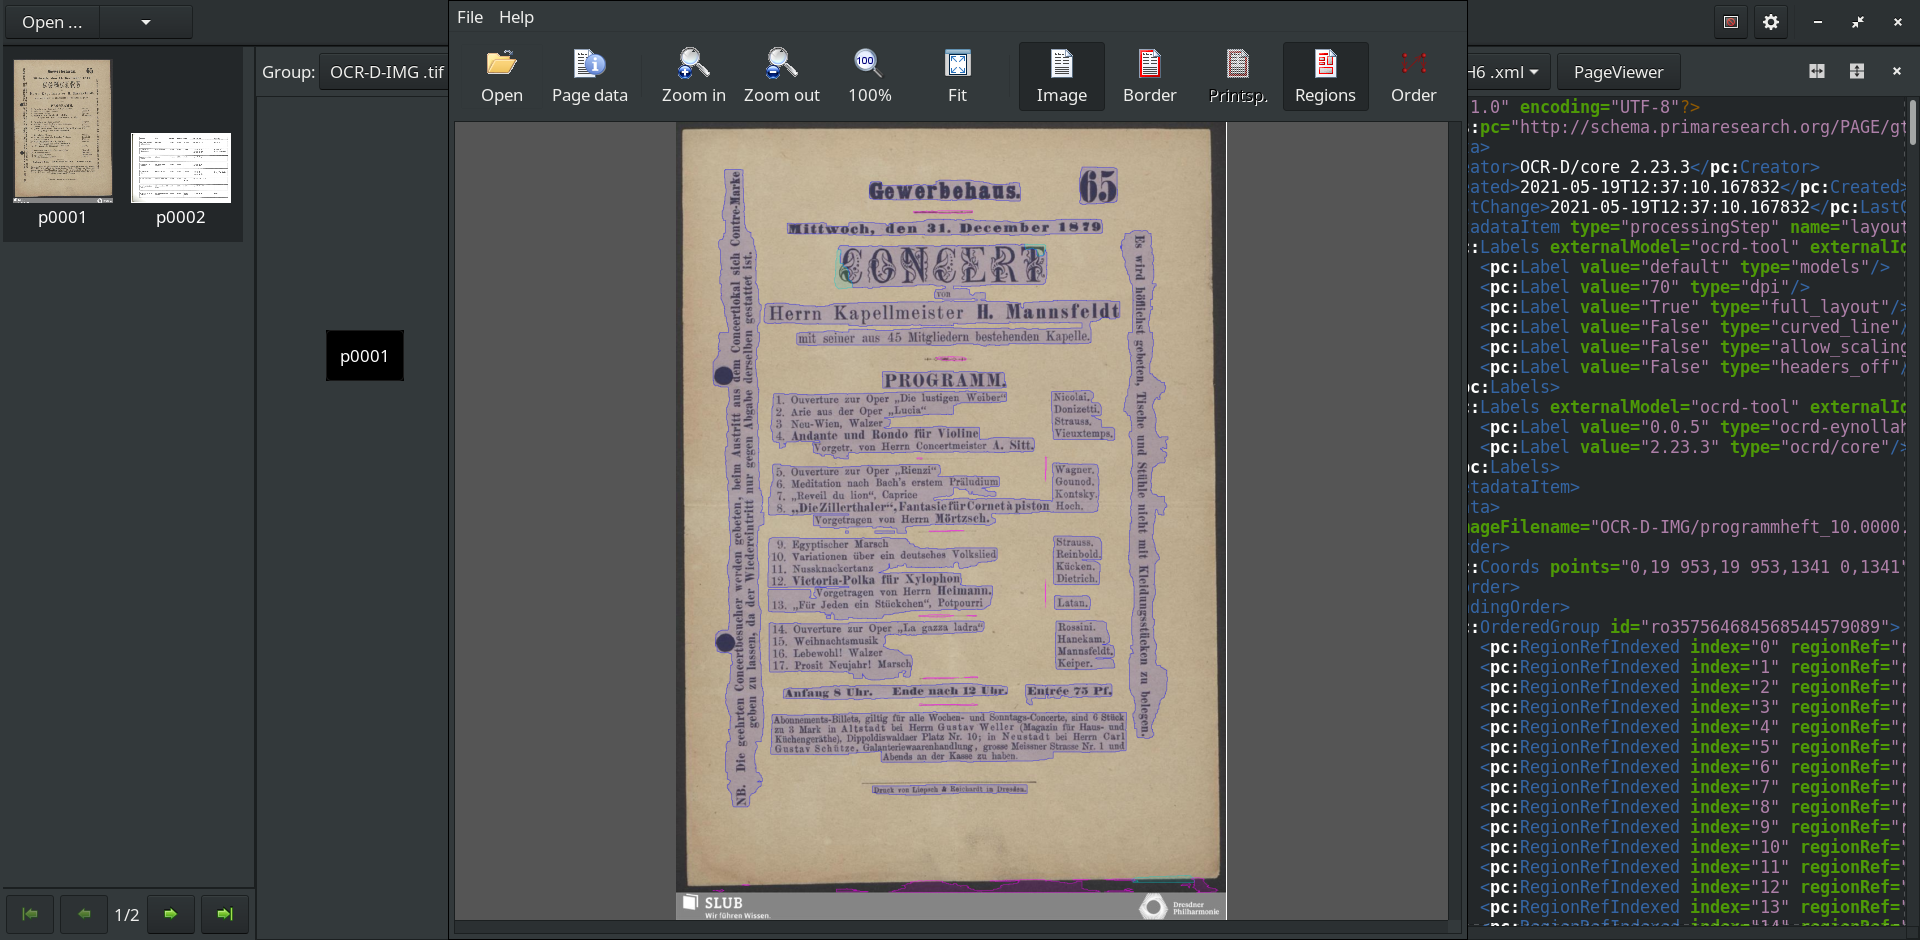 Open ...
p0001
p0002
1/2
Group:
OCR-D-IMG .tif
p0001
File Help
Open
Page data
Zoom in
Zoom out
100
100%
Fit
Image
Border
Printsp.
Regions
Order
NB. Die geehrten Concertbesucher werden gebeten, beim Austritt aus dem Concertlokal sich Contre-Marke
geben zu lassen, da der Wiedereintritt nur gegen Abgabe derselben gestattet ist.
Gewerbehaus.
65
Mittwoch, den 31. December 1879
CONCERT
von
Herrn Kapellmeister H. Mannsfeldt
mit seiner aus 45 Mitgliedern bestehenden Kapelle.
PROGRAMM.
1. Ouverture zur Oper „Die lustigen Weiber“ Nicolai.
2. Arie aus der Oper „Lucia“ Donizetti.
3 Neu-Wien, Walzer Strauss.
4. Andante und Rondo für Violine Vieuxtemps.
Vorgetr. von Herrn Concertmeister A. Sitt.
5. Ouverture zur Oper „Rienzi“ Wagner.
6. Meditation nach Bach's erstem Präludium Gounod.
7. „Reveil du lion“, Caprice Kontsky.
8. „Die Zillerthaler“, Fantasie für Cornet à piston Hoch.
Vorgetragen von Herrn Mörtzsch.
9. Egyptischer Marsch Strauss.
10. Variationen über ein deutsches Volkslied Reinbold.
11. Nussknackertanz Kücken.
12. Victoria-Polka für Xylophon Dietrich.
Vorgetragen von Herrn Heimann.
13. „Für Jeden ein Stückchen“, Potpourri Latan.
14. Ouverture zur Oper „La gazza ladra“ Rossini.
15. Weihnachtsmusik Hanekam.
16. Lebewohl! Walzer Mannsfeldt.
17. Prosit Neujahr! Marsch Keiper.
Anfang 8 Uhr. Ende nach 12 Uhr. Entrée 75 Pf.
Abonnements-Billets, giltig für alle Wochen- und Sonntags-Concerte, sind 6 Stück
zu 3 Mark in Altstadt bei Herrn Gustav Weller (Magazin für Haus- und
Küchengeräthe), Dippoldiswaldaer Platz Nr. 10; in Neustadt bei Herrn Carl
Gustav Schütze, Galanteriewaarenhandlung, grosse Meissner Strasse Nr. 1 und
Abends an der Kasse zu haben.
Druck von Liepsch & Reichardt in Dresden.
Es wird höflichst gebeten, Tische und Stühle nicht mit Kleidungsstücken zu belegen.
SLUB
Wir führen Wissen.
Dresdner
Philharmonie
H6 .xml
PageViewer
1.0" encoding="UTF-8"?>
:pc="http://schema.primaresearch.org/PAGE/gt
a>
eator>OCR-D/core 2.23.3</pc:Creator>
eated>2021-05-19T12:37:10.167832</pc:Created>
tChange>2021-05-19T12:37:10.167832</pc:LastC
adataItem type="processingStep" name="layout
:Labels externalModel="ocrd-tool" externalId
<pc:Label value="default" type="models"/>
<pc:Label value="70" type="dpi"/>
<pc:Label value="True" type="full_layout"/>
<pc:Label value="False" type="curved_line"/
<pc:Label value="False" type="allow_scaling
<pc:Label value="False" type="headers_off"/
pc:Labels>
:Labels externalModel="ocrd-tool" externalId
<pc:Label value="0.0.5" type="ocrd-eynollah
<pc:Label value="2.23.3" type="ocrd/core"/>
pc:Labels>
etadataItem>
ata>
mageFilename="OCR-D-IMG/programmheft_10.0000.
rder>
:Coords points="0,19 953,19 953,1341 0,1341"
order>
dingOrder>
:OrderedGroup id="ro357564684568544579089">
<pc:RegionRefIndexed index="0" regionRef="r
<pc:RegionRefIndexed index="1" regionRef="r
<pc:RegionRefIndexed index="2" regionRef="r
<pc:RegionRefIndexed index="3" regionRef="r
<pc:RegionRefIndexed index="4" regionRef="r
<pc:RegionRefIndexed index="5" regionRef="r
<pc:RegionRefIndexed index="6" regionRef="r
<pc:RegionRefIndexed index="7" regionRef="r
<pc:RegionRefIndexed index="8" regionRef="r
<pc:RegionRefIndexed index="9" regionRef="r
<pc:RegionRefIndexed index="10" regionRef="
<pc:RegionRefIndexed index="11" regionRef="
<pc:RegionRefIndexed index="12" regionRef="
<pc:RegionRefIndexed index="13" regionRef="